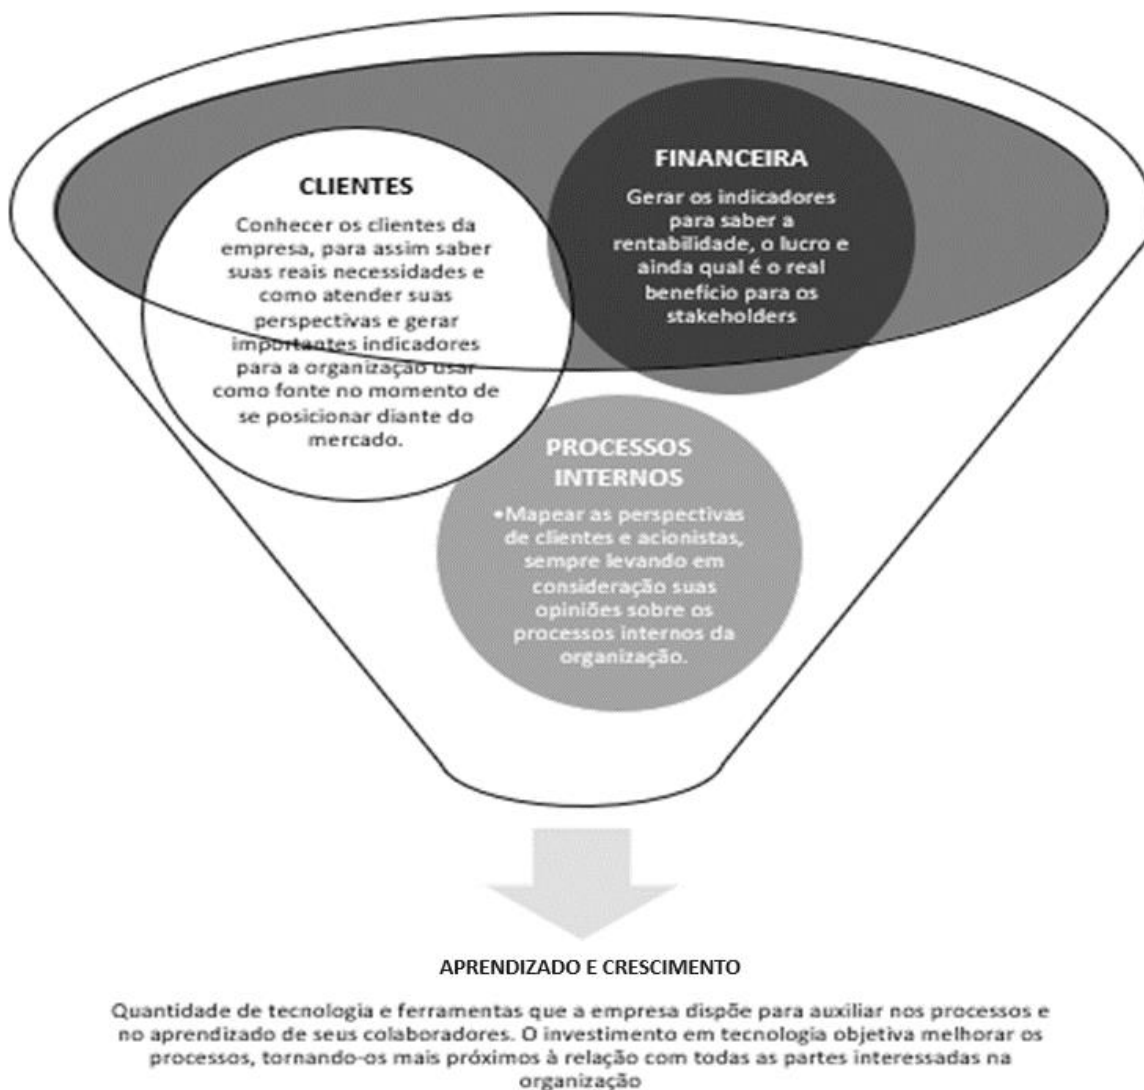 CLIENTES
Conhecer os clientes da
empresa, para assim saber
suas reais necessidades e
como atender suas
perspectivas e gerar
importantes indicadores
para a organização usar
como fonte no momento de
se posicionar diante do
mercado.
FINANCEIRA
Gerar os indicadores
para saber a
rentabilidade, o lucro e
ainda qual é o real
benefício para os
stakeholders
PROCESSOS
INTERNOS
•Mapear as perspectivas
de clientes e acionistas,
sempre levando em
consideração suas
opiniões sobre os
processos internos da
organização.
APRENDIZADO E CRESCIMENTO
Quantidade de tecnologia e ferramentas que a empresa dispõe para auxiliar nos processos e
no aprendizado de seus colaboradores. O investimento em tecnologia objetiva melhorar os
processos, tornando-os mais próximos à relação com todas as partes interessadas na
organização